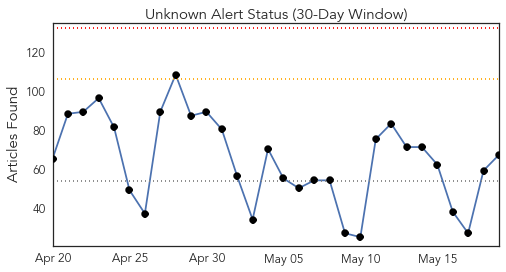 Unknown Alert Status (30-Day Window)
Articles Found
120
100
80
60
40
Apr 20 Apr 25 Apr 30 May 05 May 10 May 15